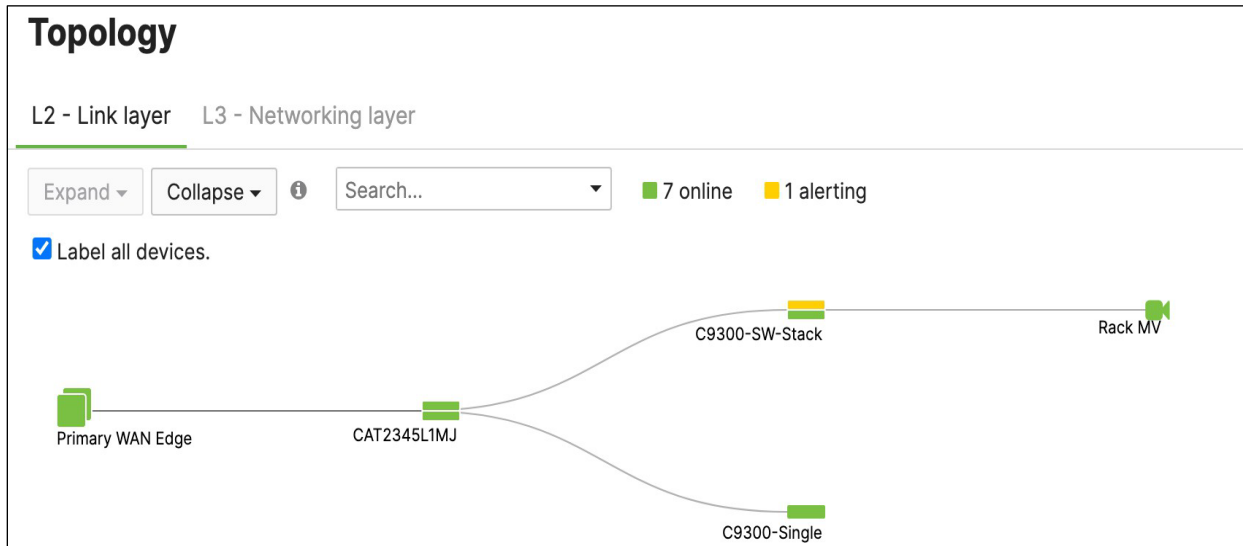 Topology
L2 - Link layer L3 - Networking layer
Expand Collapse Search... 7 online 1 alerting
Label all devices.
C9300-SW-Stack
Rack MV
Primary WAN Edge
CAT2345L1MJ
C9300-Single